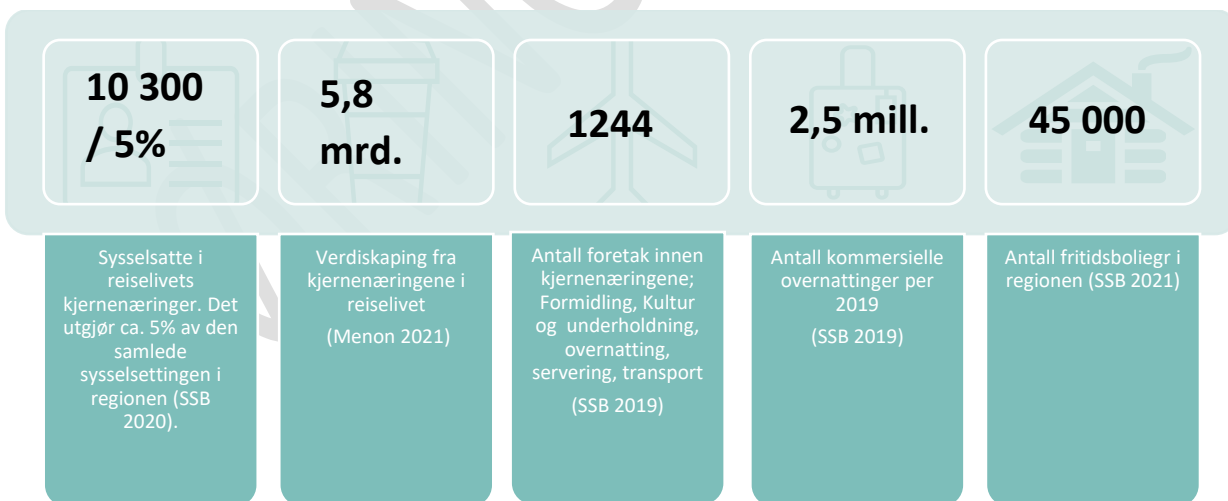 10 300
/ 5%
5,8
mrd.
1244
2,5 mill.
45 000
Sysselsatte i
reiselivets
kjernenæringer. Det
utgjør ca. 5% av den
samlede
sysselsettingen i
regionen (SSB
2020).
Verdiskaping fra
kjernenæringene i
reiselivet
(Menon 2021)
Antall foretak innen
kjernenæringene;
Formidling, Kultur
og underholdning,
overnatting,
servering, transport
(SSB 2019)
Antall kommersielle
overnattinger per
2019
(SSB 2019)
Antall fritidsboliegr i
regionen (SSB 2021)